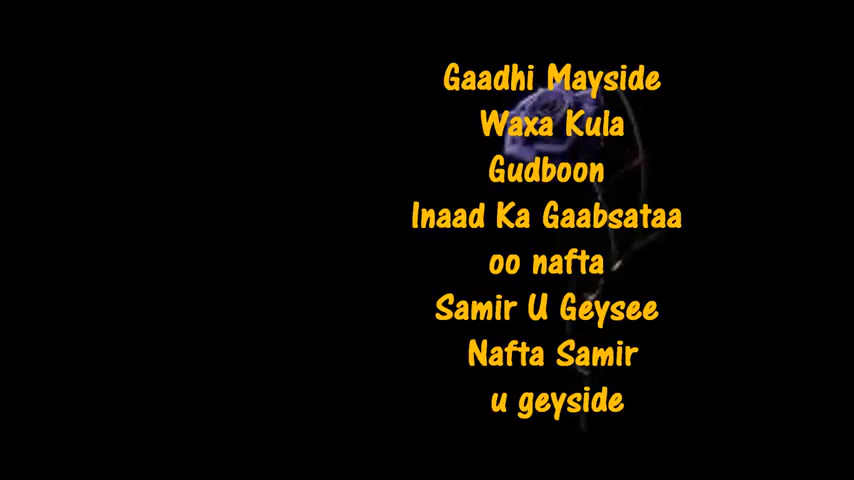 Gaadhi Mayside
Waxa Kula
Gudboon
Inaad Ka Gaabsataa
oo nafta
Samir U Geysee
Nafta Samir
u geyside